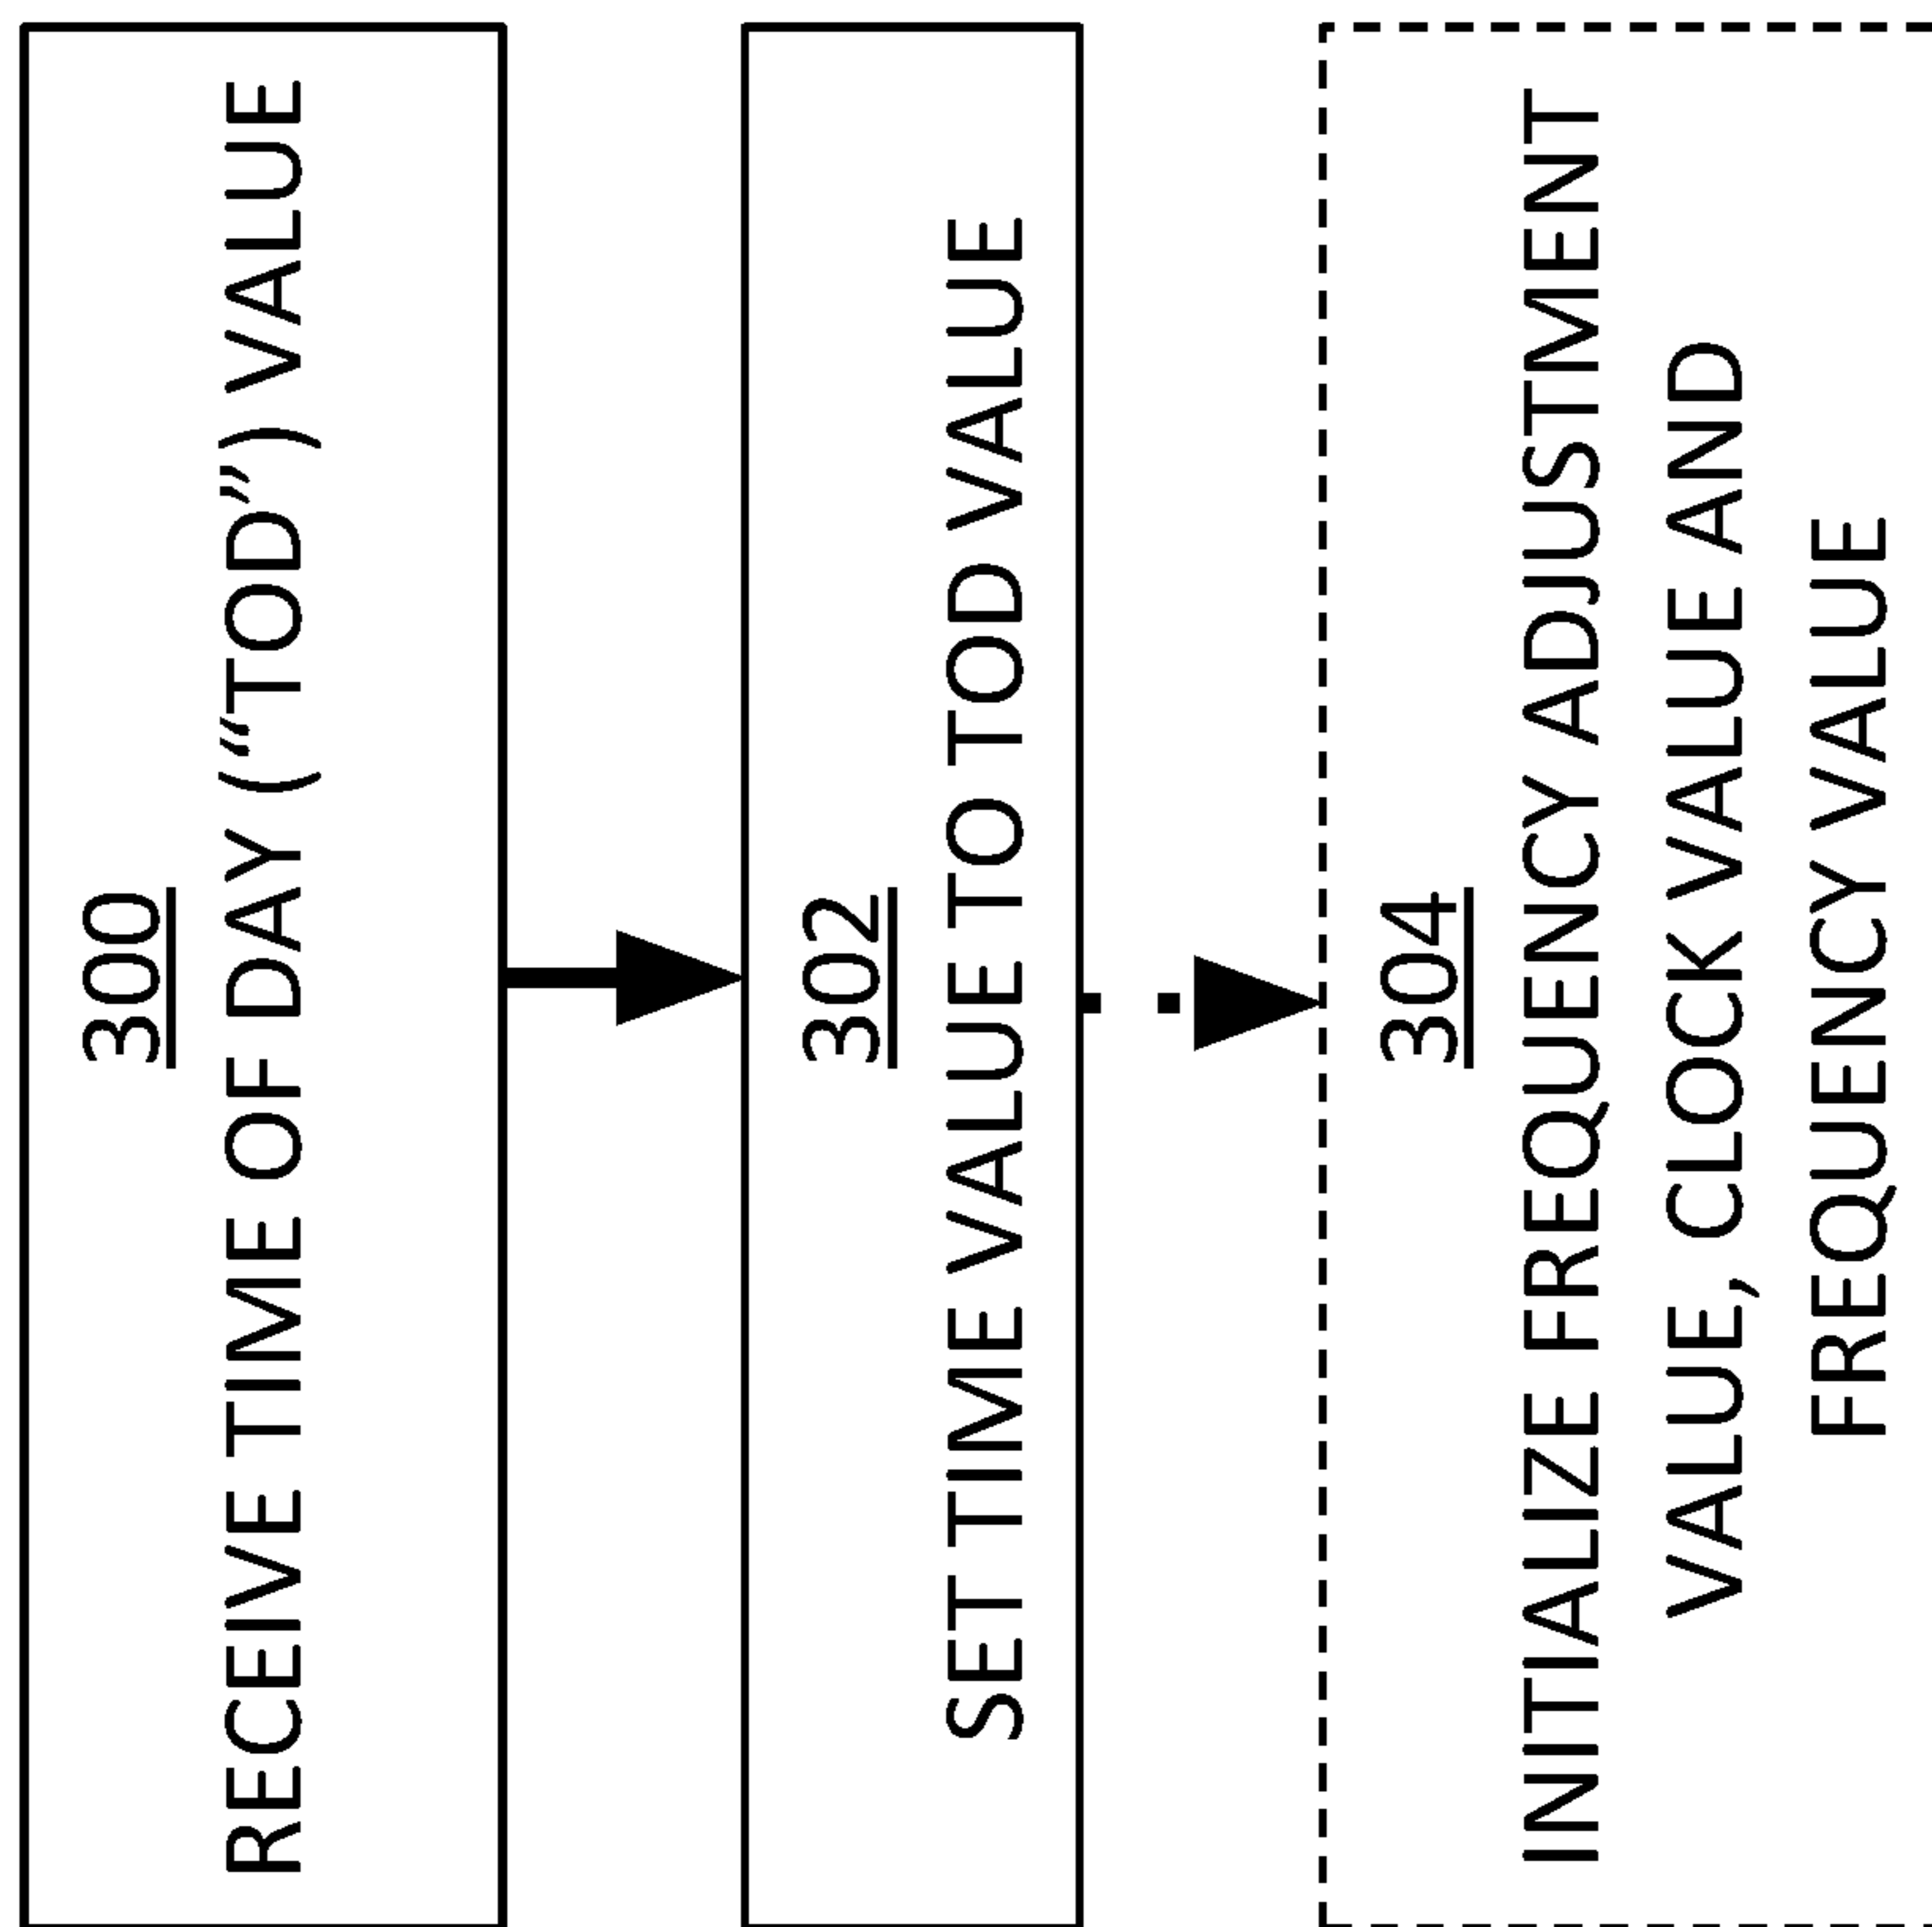 300
RECEIVE TIME OF DAY (“TOD”) VALUE
302
SET TIME VALUE TO TOD VALUE
304
INITIALIZE FREQUENCY ADJUSTMENT
VALUE, CLOCK VALUE AND
FREQUENCY VALUE